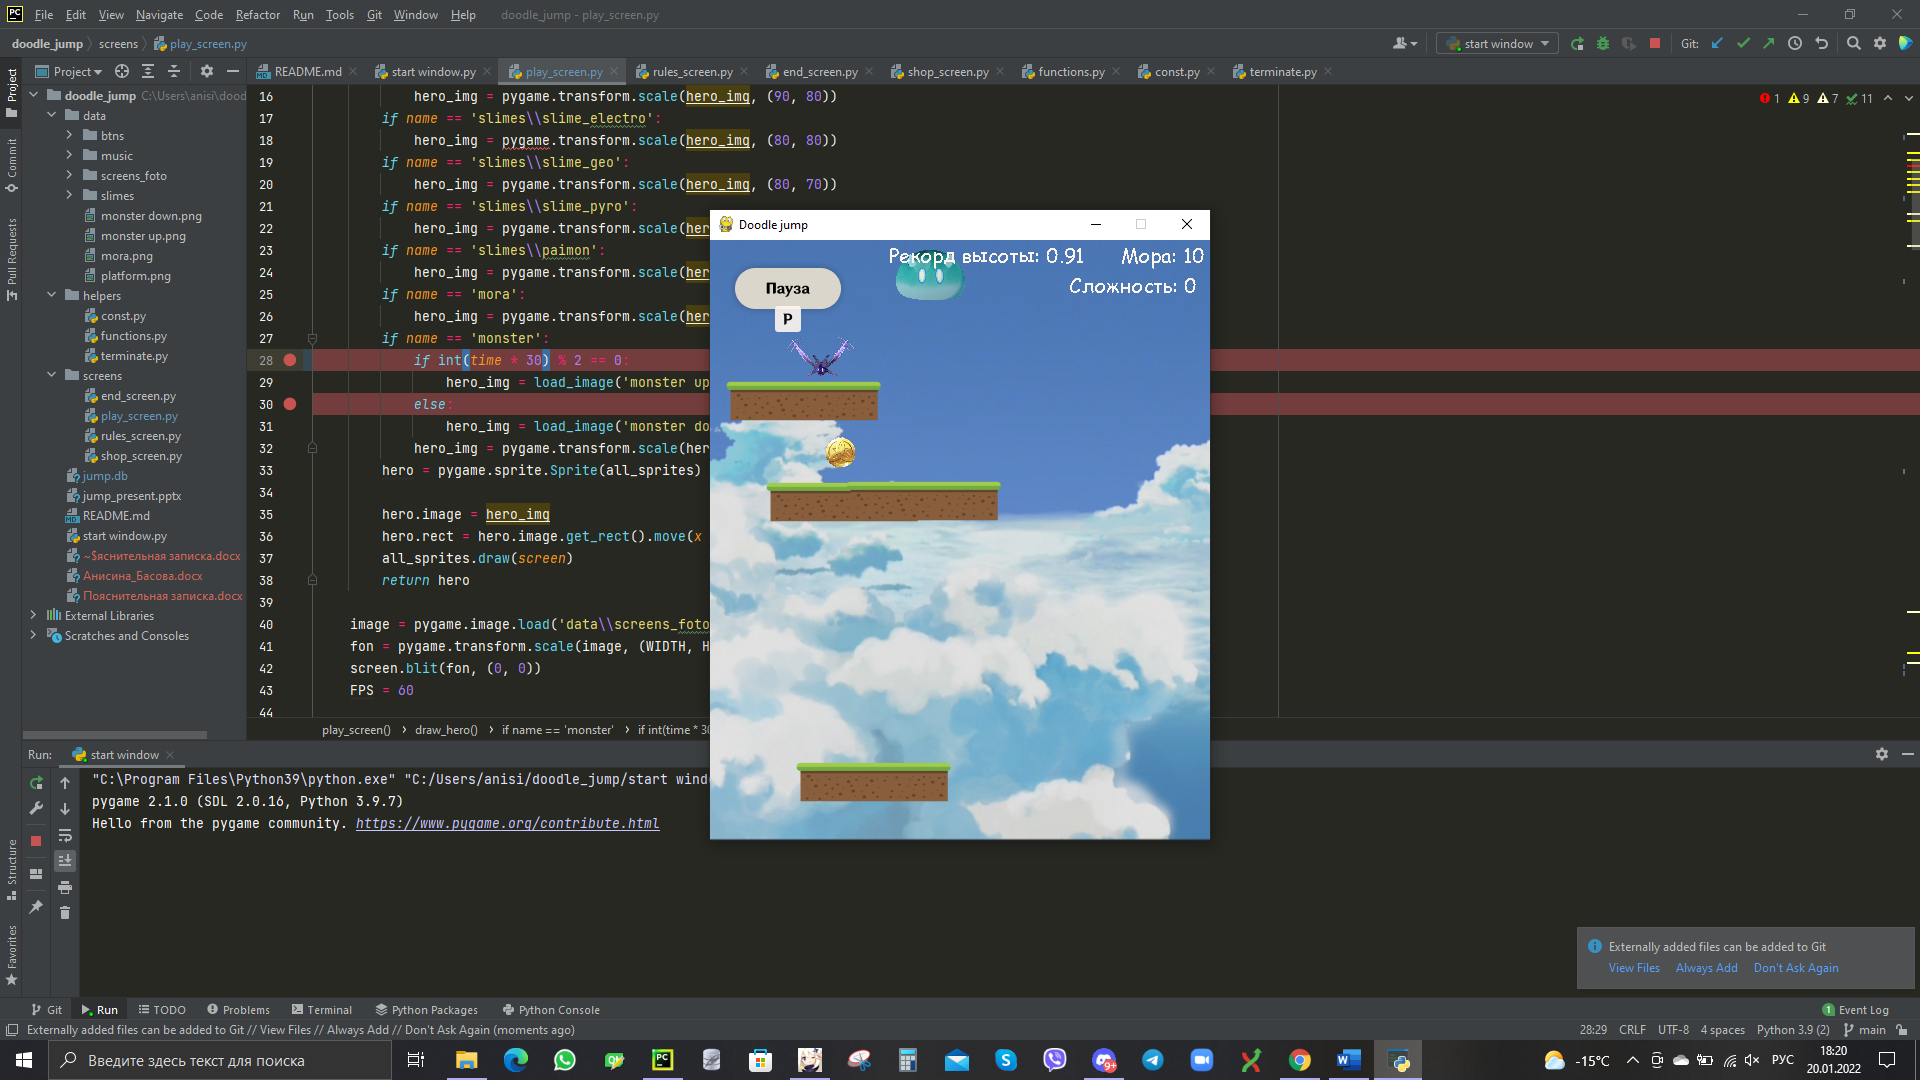 File Edit View Navigate Code Refactor Run Tools Git Window Help doodle_jump - play_screen.py
doodle_jump screens play_screen.py
start window
Git:
Project
README.md start window.py play_screen.py rules_screen.py end_screen.py shop_screen.py functions.py const.py terminate.py
doodle_jump C:\Users\anisi\dood
data
btns
music
screens_foto
slimes
monster down.png
monster up.png
mora.png
platform.png
helpers
const.py
functions.py
terminate.py
screens
end_screen.py
play_screen.py
rules_screen.py
shop_screen.py
jump.db
jump_present.pptx
README.md
start window.py
~$яснительная записка.docx
Анисина_Басова.docx
Пояснительная записка.docx
External Libraries
Scratches and Consoles
Project
Commit
Pull Requests
Structure
Favorites
1 9 7 11
16 hero_img = pygame.transform.scale(hero_img, (90, 80))
17 if name == 'slimes\\slime_electro':
18 hero_img = pygame.transform.scale(hero_img, (80, 80))
19 if name == 'slimes\\slime_geo':
20 hero_img = pygame.transform.scale(hero_img, (80, 70))
21 if name == 'slimes\\slime_pyro':
22 hero_img = pygame.transform.scale(her
23 if name == 'slimes\\paimon':
24 hero_img = pygame.transform.scale(her
25 if name == 'mora':
26 hero_img = pygame.transform.scale(her
27 if name == 'monster':
28 if int(time * 30) % 2 == 0:
29 hero_img = load_image('monster up
30 else:
31 hero_img = load_image('monster do
32 hero_img = pygame.transform.scale(her
33 hero = pygame.sprite.Sprite(all_sprites)
34
35 hero.image = hero_img
36 hero.rect = hero.image.get_rect().move(x
37 all_sprites.draw(screen)
38 return hero
39
40 image = pygame.image.load('data\\screens_foto
41 fon = pygame.transform.scale(image, (WIDTH, H
42 screen.blit(fon, (0, 0))
43 FPS = 60
44
play_screen() draw_hero() if name == 'monster' if int(time * 30
Doodle jump
Рекорд высоты: 0.91 Мора: 10
Сложность: 0
Пауза
P
Run: start window
"C:\Program Files\Python39\python.exe" "C:/Users/anisi/doodle_jump/start windo
pygame 2.1.0 (SDL 2.0.16, Python 3.9.7)
Hello from the pygame community. https://www.pygame.org/contribute.html
Externally added files can be added to Git
View Files Always Add Don't Ask Again
Git Run TODO Problems Terminal Python Packages Python Console 1 Event Log
Externally added files can be added to Git // View Files // Always Add // Don't Ask Again (moments ago) 28:29 CRLF UTF-8 4 spaces Python 3.9 (2) main
Введите здесь текст для поиска
9+
-15°C
РУС
18:20
20.01.2022